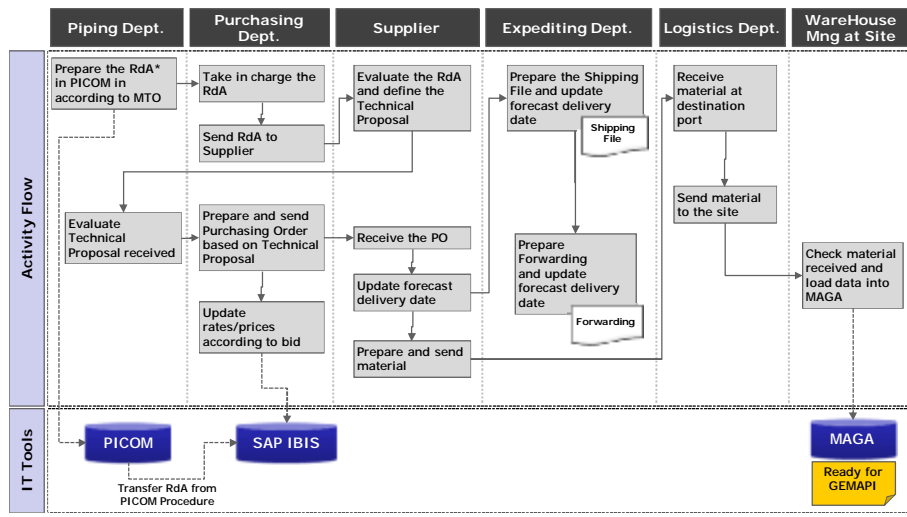 Piping Dept.
Purchasing
Dept.
Supplier
Expediting Dept.
Logistics Dept.
WareHouse
Mng at Site
Activity Flow
Prepare the RdA*
in PICOM in
according to MTO
Take in charge the
RdA
Send RdA to
Supplier
Evaluate the RdA
and define the
Technical
Proposal
Prepare the Shipping
File and update
forecast delivery
date
Shipping
File
Receive
material at
destination
port
Send material
to the site
Evaluate
Technical
Proposal received
Prepare and send
Purchasing Order
based on Technical
Proposal
Receive the PO
Update forecast
delivery date
Prepare
Forwarding
and update
forecast delivery
date
Forwarding
Check material
received and
load data into
MAGA
Update
rates/prices
according to bid
Prepare and send
material
IT Tools
PICOM
SAP IBIS
MAGA
Transfer RdA from
PICOM Procedure
Ready for
GEMAPI